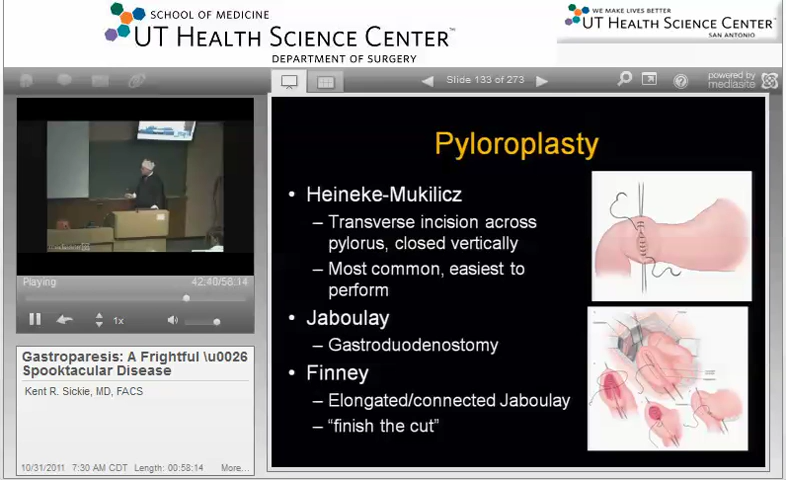 SCHOOL OF MEDICINE
UT HEALTH SCIENCE CENTER™
DEPARTMENT OF SURGERY
WE MAKE LIVES BETTER
UT HEALTH SCIENCE CENTER
SAN ANTONIO
Slide 133 of 273
powered by
mediasite
Playing
42:40/58:14
1x
Gastroparesis: A Frightful \u0026
Spooktacular Disease
Kent R. Sickie, MD, FACS
10/31/2011 7:30 AM CDT Length: 00:58:14 More...
Pyloroplasty
• Heineke-Mukilicz
– Transverse incision across
pylorus, closed vertically
– Most common, easiest to
perform
• Jaboulay
– Gastroduodenostomy
• Finney
– Elongated/connected Jaboulay
– “finish the cut”